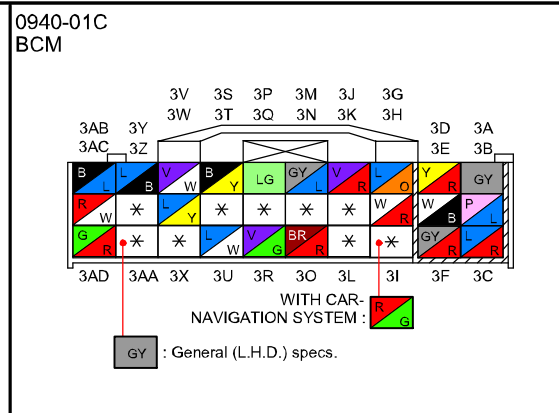 0940-01C
BCM
3V 3S 3P 3M 3J 3G
3W 3T 3Q 3N 3K 3H
3AB 3Y 3D 3A
3AC 3Z 3E 3B
B L L B V W B Y LG GY L V R L O Y R GY
R W * L Y * * * * W R W B P L
G R * * L W V G BR R * * GY R L R
3AD 3AA 3X 3U 3R 3O 3L 3I 3F 3C
WITH CAR-
NAVIGATION SYSTEM : R G
GY : General (L.H.D.) specs.